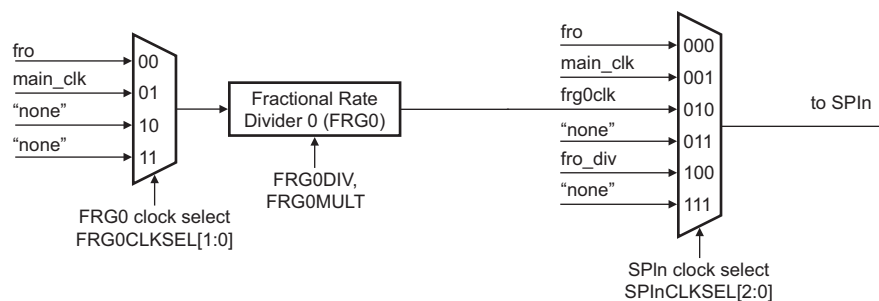 fro
main_clk
“none”
“none”
00
01
10
11
FRG0 clock select
FRG0CLKSEL[1:0]
Fractional Rate
Divider 0 (FRG0)
FRG0DIV,
FRG0MULT
fro
main_clk
frg0clk
“none”
fro_div
“none”
000
001
010
011
100
111
SPIn clock select
SPInCLKSEL[2:0]
to SPIn